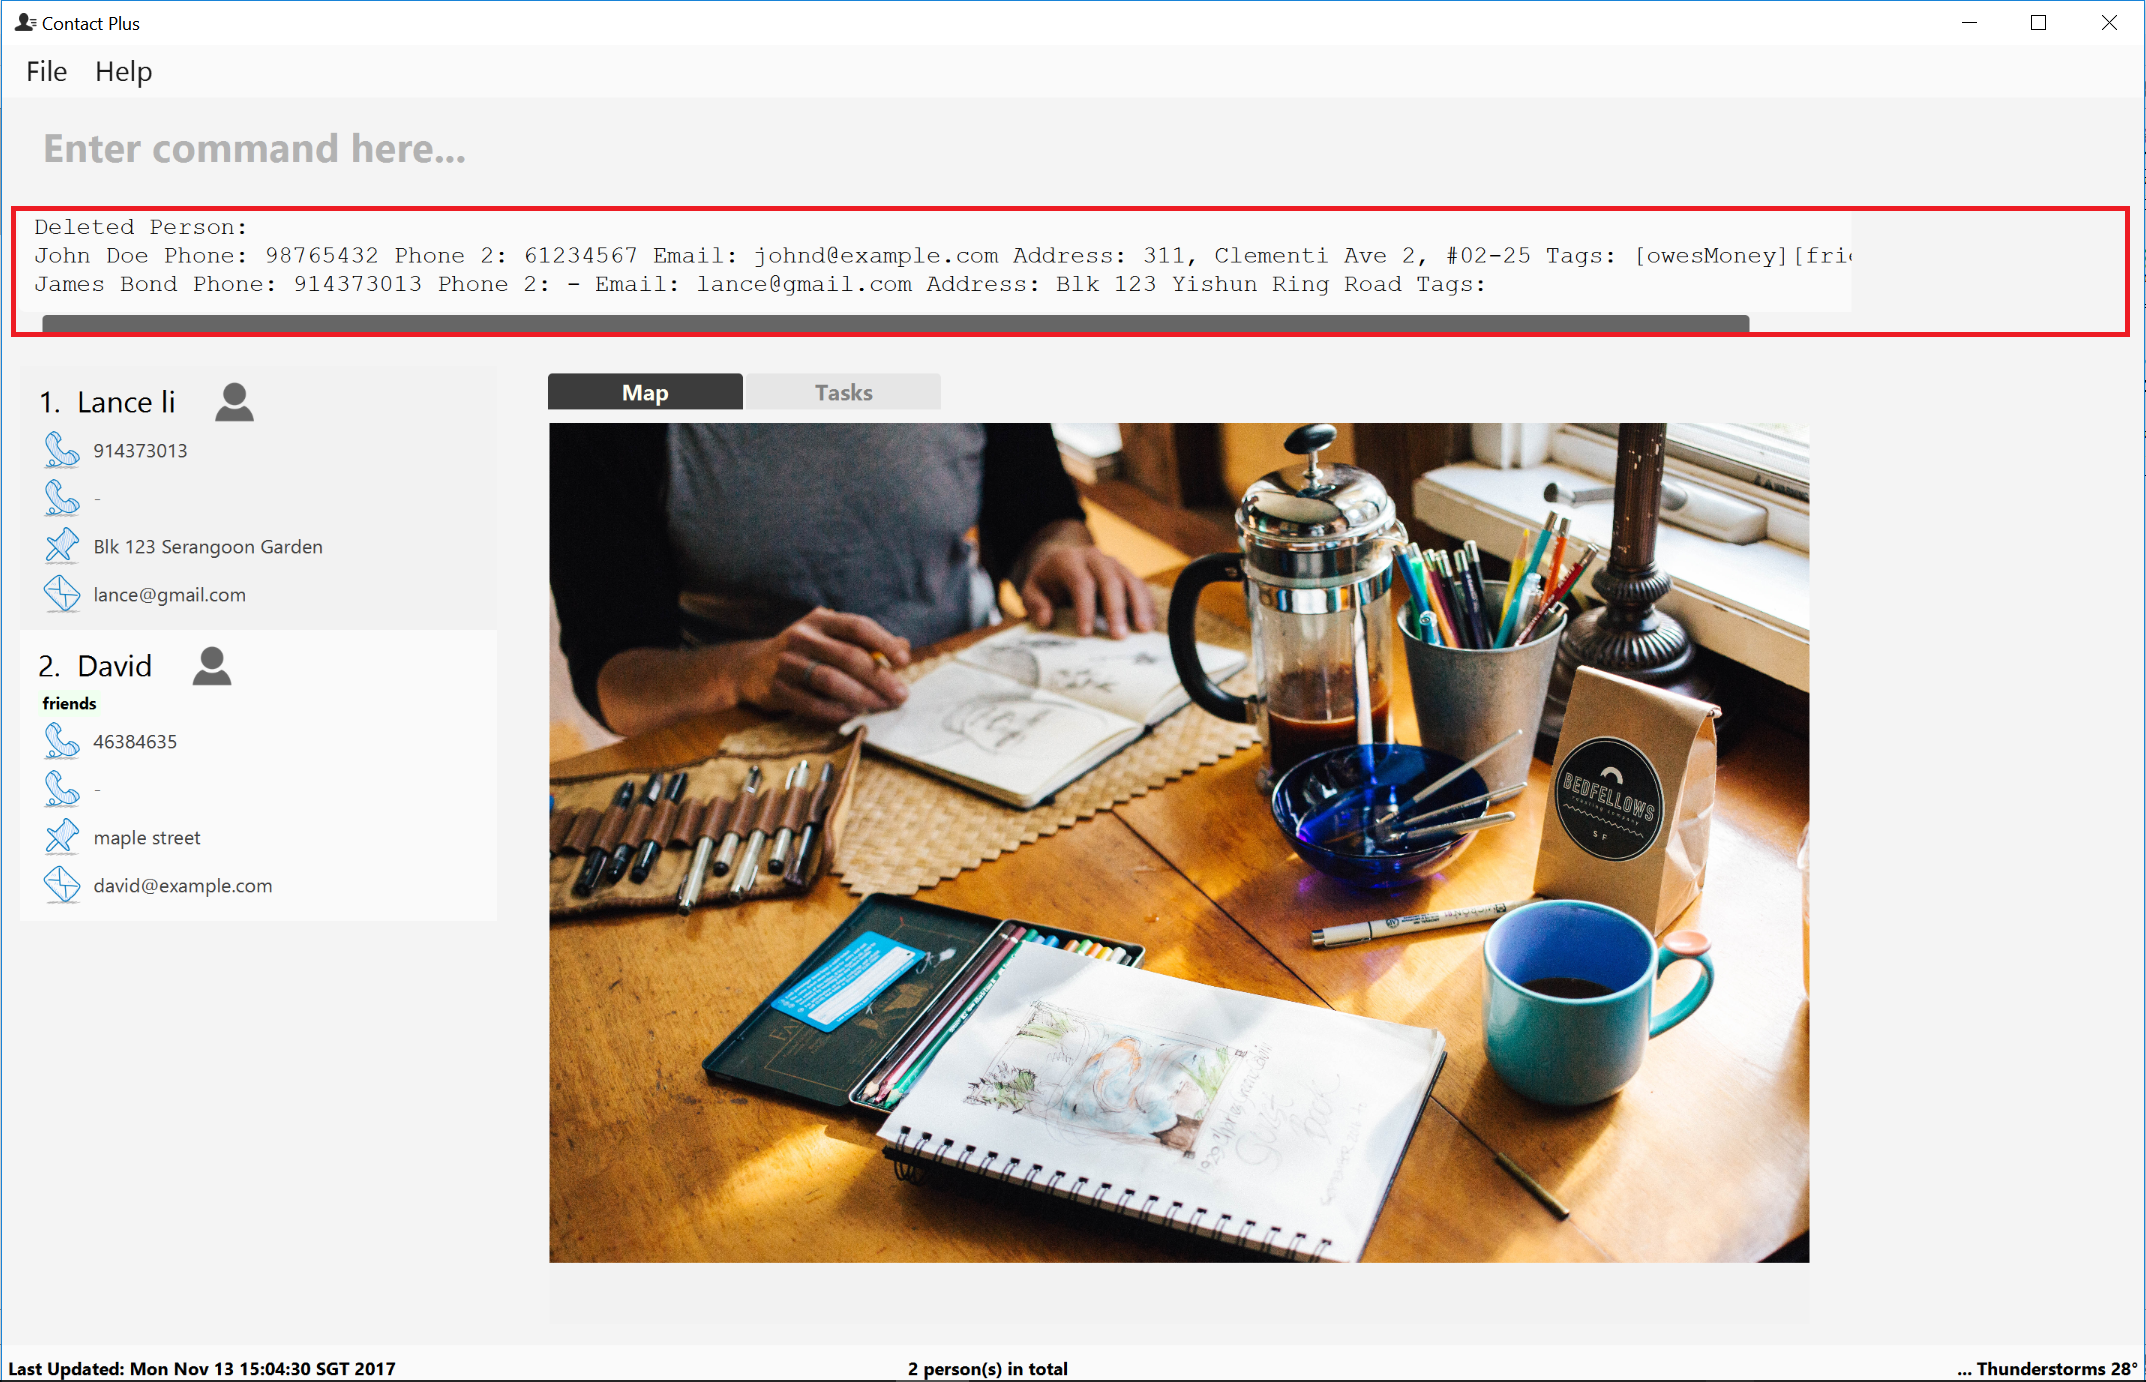 Contact Plus
File Help
Enter command here...
Deleted Person:
John Doe Phone: 98765432 Phone 2: 61234567 Email: johnd@example.com Address: 311, Clementi Ave 2, #02-25 Tags: [owesMoney][frie
James Bond Phone: 914373013 Phone 2: - Email: lance@gmail.com Address: Blk 123 Yishun Ring Road Tags:
1. Lance li
914373013
-
Blk 123 Serangoon Garden
lance@gmail.com
2. David
friends
46384635
-
maple street
david@example.com
Map Tasks
BEDFELLOWS
S F
Last Updated: Mon Nov 13 15:04:30 SGT 2017
2 person(s) in total
... Thunderstorms 28°